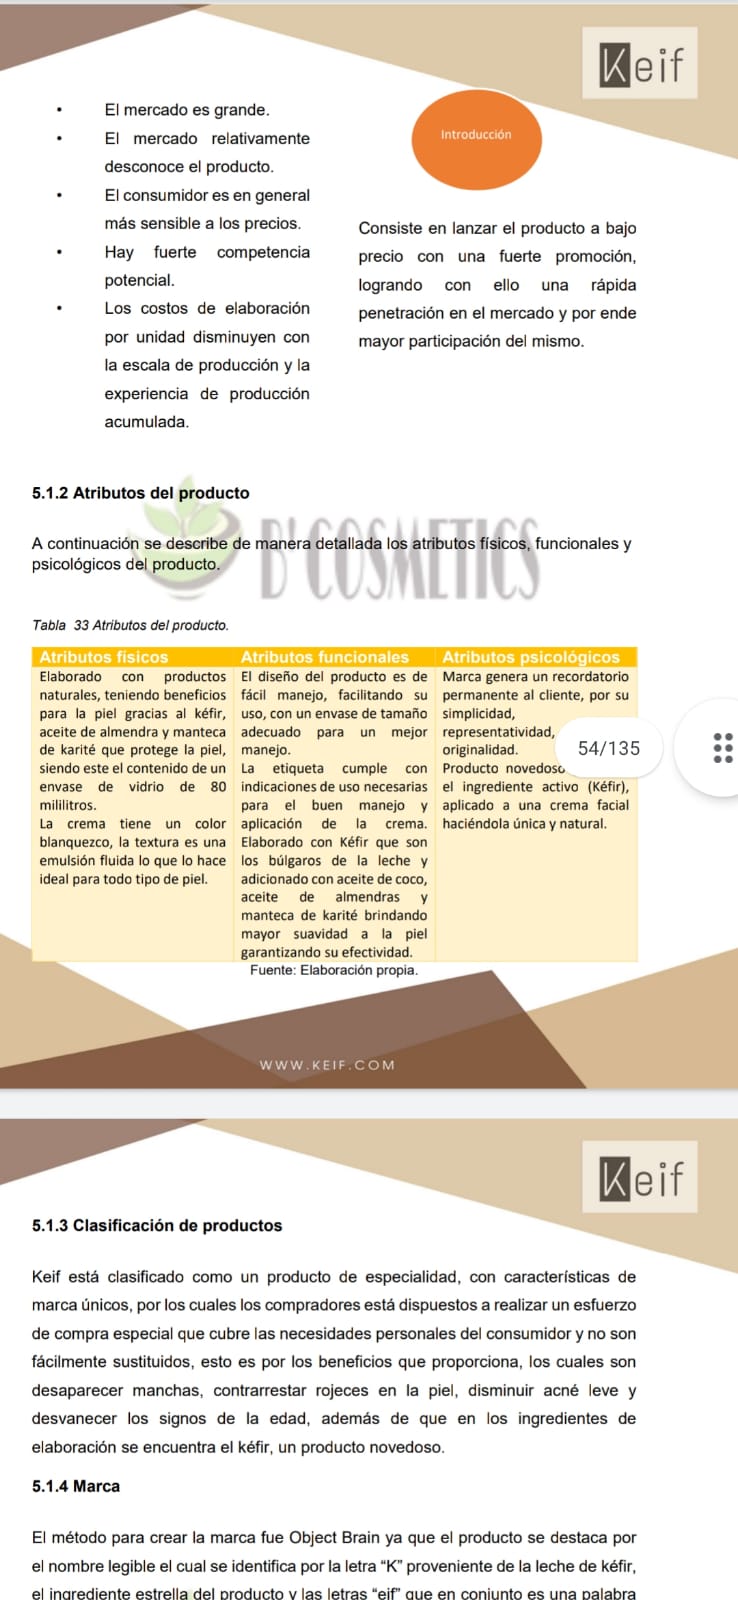 Keif
• El mercado es grande.
• El mercado relativamente
desconoce el producto.
• El consumidor es en general
más sensible a los precios.
• Hay fuerte competencia
potencial.
• Los costos de elaboración
por unidad disminuyen con
la escala de producción y la
experiencia de producción
acumulada.
Introducción
Consiste en lanzar el producto a bajo
precio con una fuerte promoción,
logrando con ello una rápida
penetración en el mercado y por ende
mayor participación del mismo.
5.1.2 Atributos del producto
B'COSMETICS
A continuación se describe de manera detallada los atributos físicos, funcionales y
psicológicos del producto.
Tabla 33 Atributos del producto.
Atributos físicos
Elaborado con productos
naturales, teniendo beneficios
para la piel gracias al kéfir,
aceite de almendra y manteca
de karité que protege la piel,
siendo este el contenido de un
envase de vidrio de 80
mililitros.
La crema tiene un color
blanquezco, la textura es una
emulsión fluida lo que lo hace
ideal para todo tipo de piel.
Atributos funcionales
El diseño del producto es de
fácil manejo, facilitando su
uso, con un envase de tamaño
adecuado para un mejor
manejo.
La etiqueta cumple con
indicaciones de uso necesarias
para el buen manejo y
aplicación de la crema.
Elaborado con Kéfir que son
los búlgaros de la leche y
adicionado con aceite de coco,
aceite de almendras y
manteca de karité brindando
mayor suavidad a la piel
garantizando su efectividad.
Atributos psicológicos
Marca genera un recordatorio
permanente al cliente, por su
simplicidad,
representatividad,
originalidad.
Producto novedoso
el ingrediente activo (Kéfir),
aplicado a una crema facial
haciéndola única y natural.
54/135
Fuente: Elaboración propia.
WWW.KEIF.COM
Keif
5.1.3 Clasificación de productos
Keif está clasificado como un producto de especialidad, con características de
marca únicos, por los cuales los compradores está dispuestos a realizar un esfuerzo
de compra especial que cubre las necesidades personales del consumidor y no son
fácilmente sustituidos, esto es por los beneficios que proporciona, los cuales son
desaparecer manchas, contrarrestar rojeces en la piel, disminuir acné leve y
desvanecer los signos de la edad, además de que en los ingredientes de
elaboración se encuentra el kéfir, un producto novedoso.
5.1.4 Marca
El método para crear la marca fue Object Brain ya que el producto se destaca por
el nombre legible el cual se identifica por la letra “K” proveniente de la leche de kéfir,
el ingrediente estrella del producto y las letras “eif” que en conjunto es una palabra